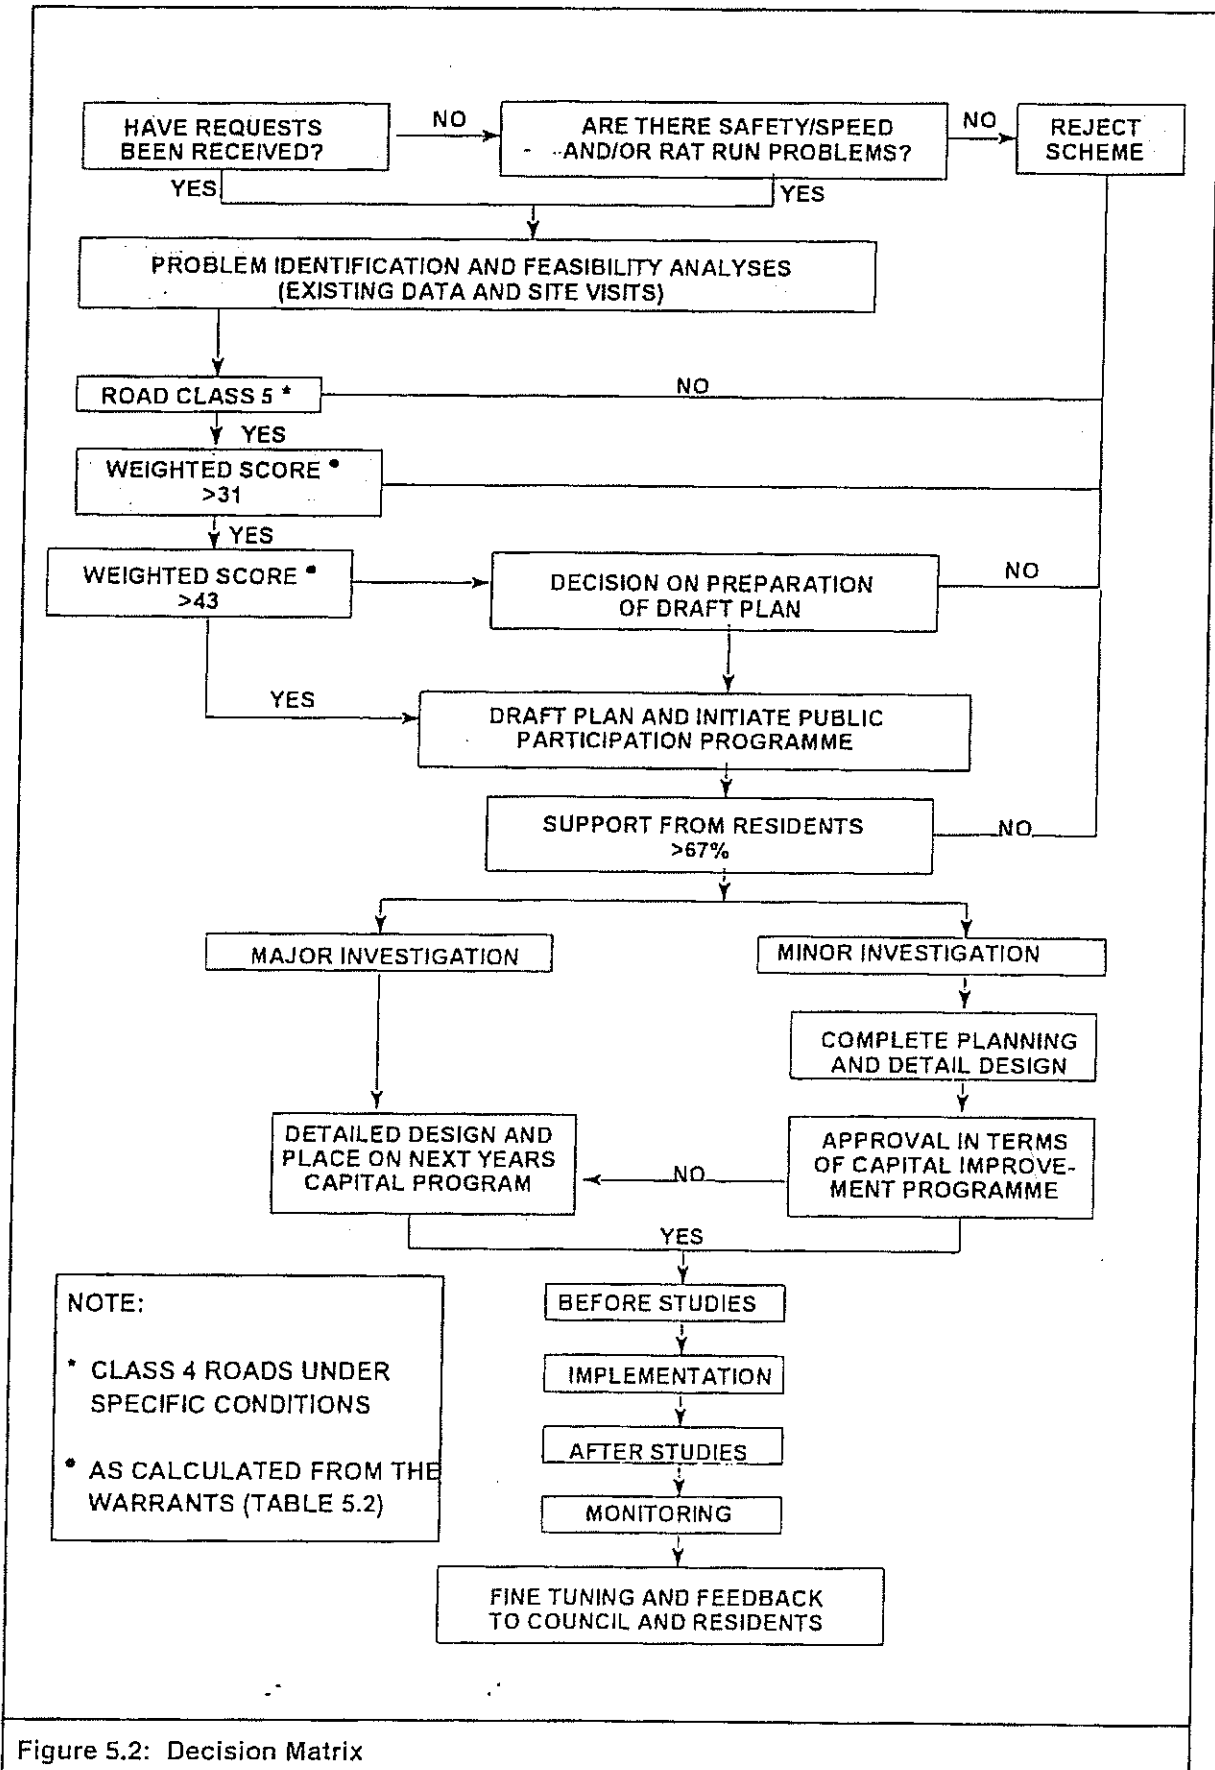 HAVE REQUESTS
BEEN RECEIVED?
NO
ARE THERE SAFETY/SPEED
AND/OR RAT RUN PROBLEMS?
NO
REJECT
SCHEME
YES
YES
PROBLEM IDENTIFICATION AND FEASIBILITY ANALYSES
(EXISTING DATA AND SITE VISITS)
ROAD CLASS 5 *
NO
YES
WEIGHTED SCORE •
>31
YES
WEIGHTED SCORE •
>43
DECISION ON PREPARATION
OF DRAFT PLAN
NO
YES
DRAFT PLAN AND INITIATE PUBLIC
PARTICIPATION PROGRAMME
SUPPORT FROM RESIDENTS
>67%
NO
MAJOR INVESTIGATION
MINOR INVESTIGATION
COMPLETE PLANNING
AND DETAIL DESIGN
DETAILED DESIGN AND
PLACE ON NEXT YEARS
CAPITAL PROGRAM
NO
APPROVAL IN TERMS
OF CAPITAL IMPROVE-
MENT PROGRAMME
YES
BEFORE STUDIES
IMPLEMENTATION
AFTER STUDIES
MONITORING
FINE TUNING AND FEEDBACK
TO COUNCIL AND RESIDENTS
NOTE:
* CLASS 4 ROADS UNDER
SPECIFIC CONDITIONS
• AS CALCULATED FROM THE
WARRANTS (TABLE 5.2)
Figure 5.2: Decision Matrix